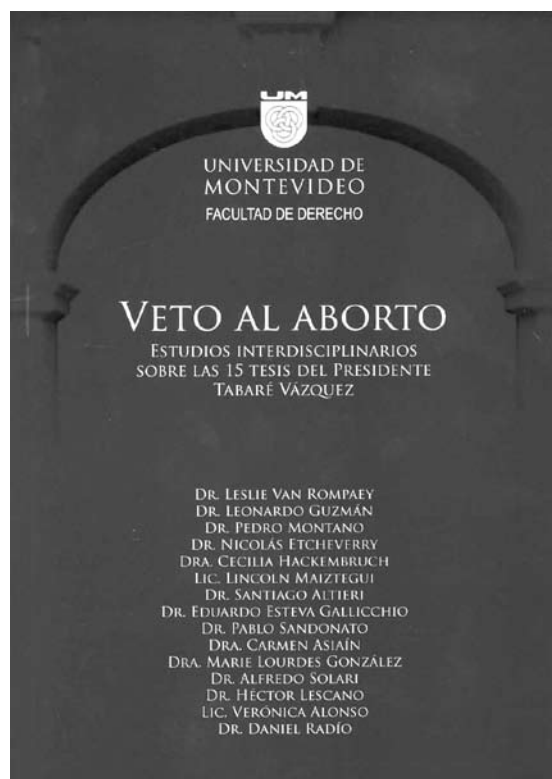 UM
UNIVERSIDAD DE
MONTEVIDEO
FACULTAD DE DERECHO
VETO AL ABORTO
ESTUDIOS INTERDISCIPLINARIOS
SOBRE LAS 15 TESIS DEL PRESIDENTE
TABARÉ VÁZQUEZ
DR. LESLIE VAN ROMPAEY
DR. LEONARDO GUZMÁN
DR. PEDRO MONTANO
DR. NICOLÁS ETCHEVERRY
DRA. CECILIA HACKEMBRUCH
LIC. LINCOLN MAIZTEGUI
DR. SANTIAGO ALTIERI
DR. EDUARDO ESTEVA GALLICCHIO
DR. PABLO SANDONATO
DRA. CARMEN ASIAÍN
DRA. MARIE LOURDES GONZÁLEZ
DR. ALFREDO SOLARI
DR. HÉCTOR LESCANO
LIC. VERÓNICA ALONSO
DR. DANIEL RADÍO